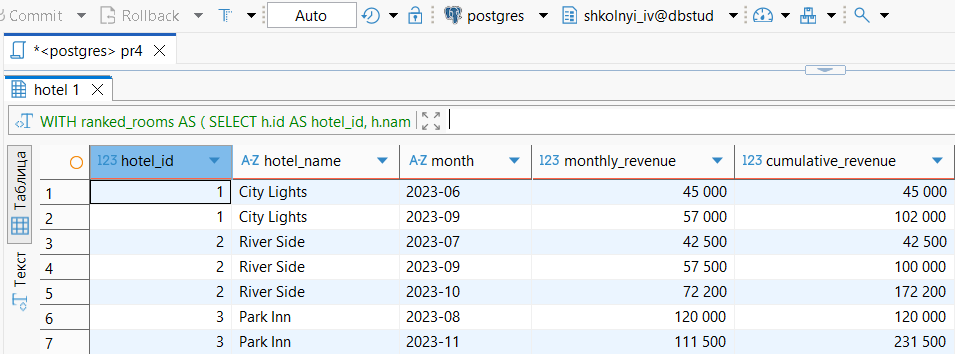 Commit Rollback Auto postgres shkolnyi_iv@dbstud
*<postgres> pr4
hotel 1
WITH ranked_rooms AS ( SELECT h.id AS hotel_id, h.nam
Таблица
Текст
123 hotel_id A-Z hotel_name A-Z month 123 monthly_revenue 123 cumulative_revenue
1 1 City Lights 2023-06 45 000 45 000
2 1 City Lights 2023-09 57 000 102 000
3 2 River Side 2023-07 42 500 42 500
4 2 River Side 2023-09 57 500 100 000
5 2 River Side 2023-10 72 200 172 200
6 3 Park Inn 2023-08 120 000 120 000
7 3 Park Inn 2023-11 111 500 231 500